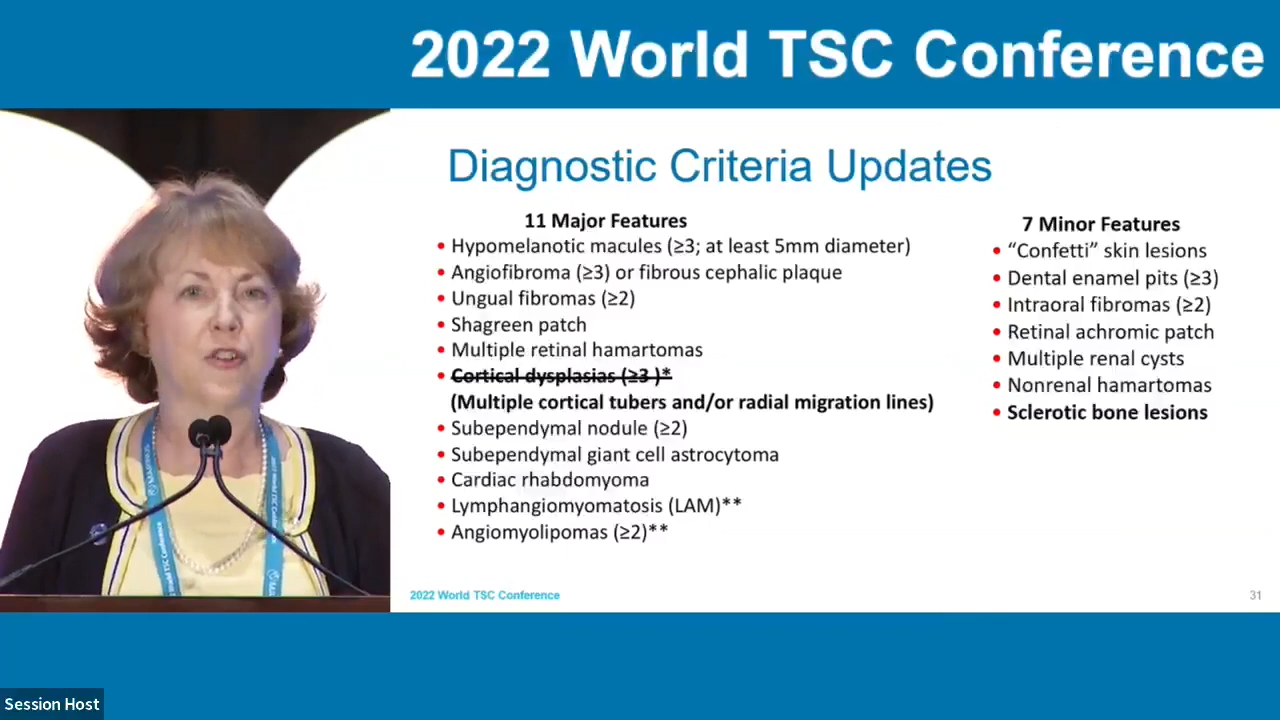 2022 World TSC Conference
Diagnostic Criteria Updates
11 Major Features
• Hypomelanotic macules (≥3; at least 5mm diameter)
• Angiofibroma (≥3) or fibrous cephalic plaque
• Ungual fibromas (≥2)
• Shagreen patch
• Multiple retinal hamartomas
• Cortical dysplasias (≥3 )*
(Multiple cortical tubers and/or radial migration lines)
• Subependymal nodule (≥2)
• Subependymal giant cell astrocytoma
• Cardiac rhabdomyoma
• Lymphangiomyomatosis (LAM)**
• Angiomyolipomas (≥2)**
7 Minor Features
• “Confetti” skin lesions
• Dental enamel pits (≥3)
• Intraoral fibromas (≥2)
• Retinal achromic patch
• Multiple renal cysts
• Nonrenal hamartomas
• Sclerotic bone lesions
2022 World TSC Conference
31
Session Host